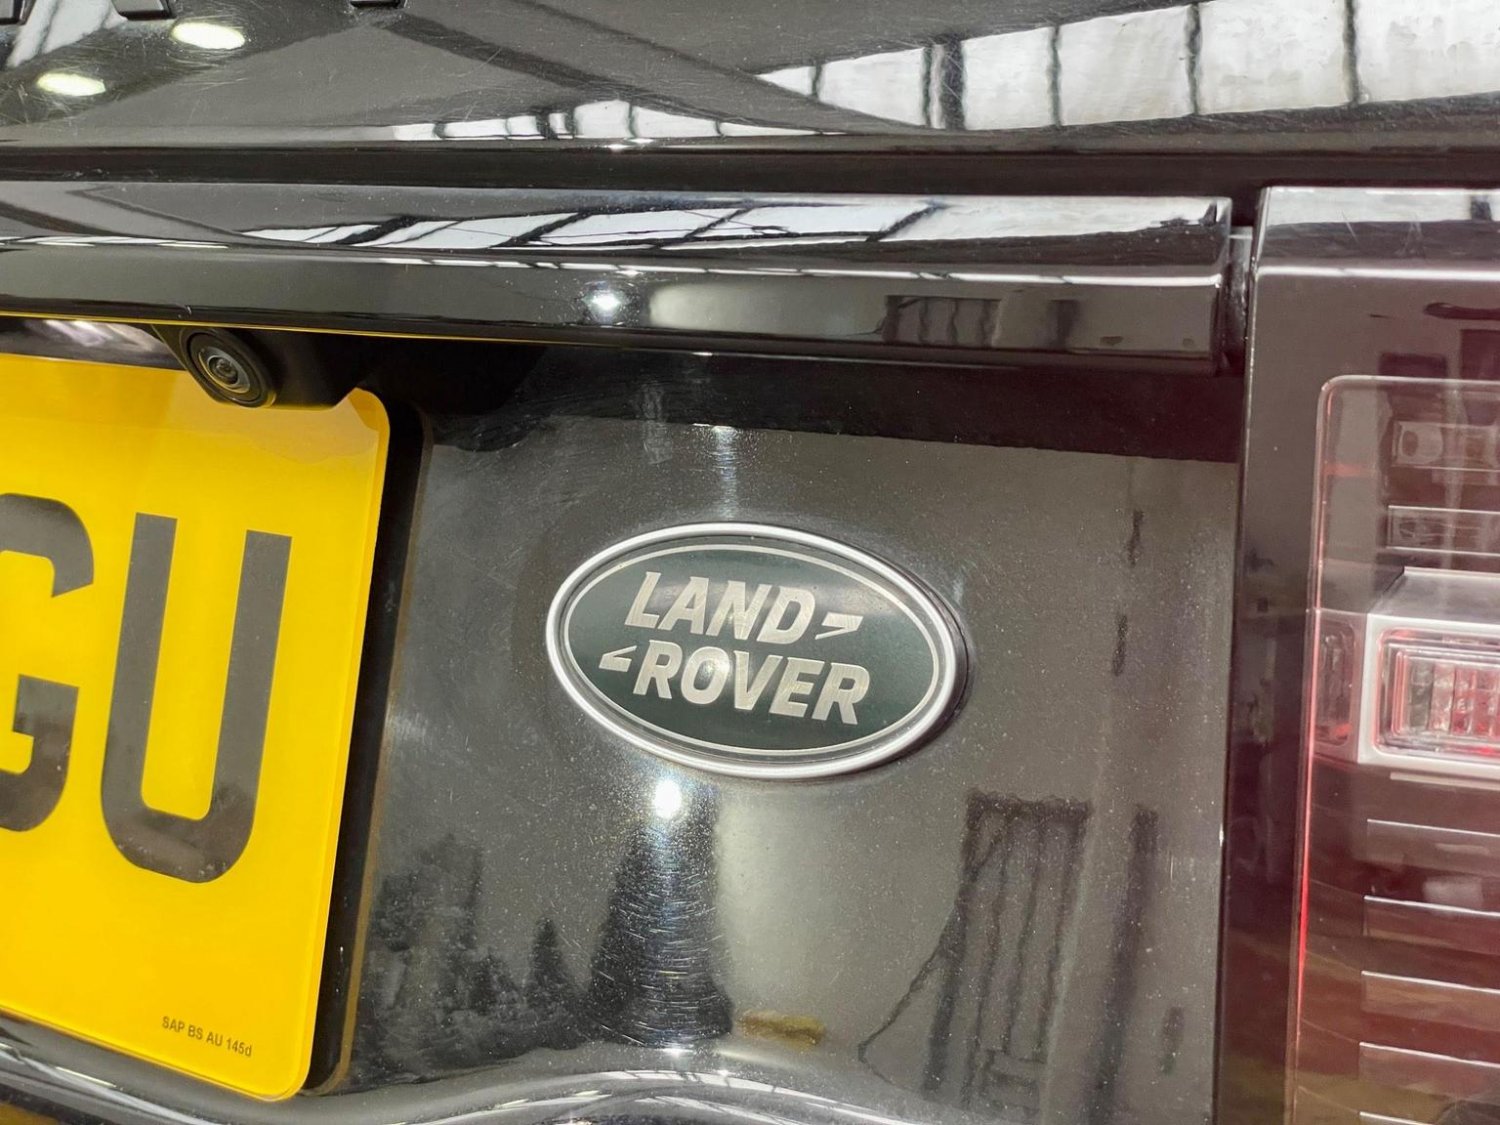 GU
SAP BS AU 145d
LAND
ROVER